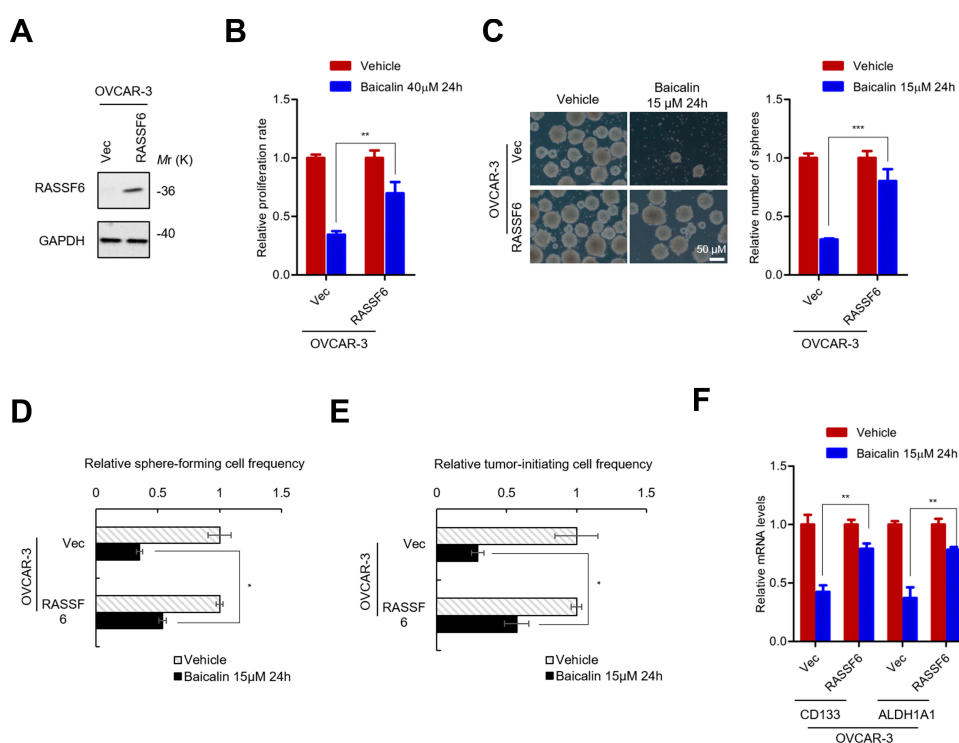 A
OVCAR-3
Vec
RASSF6
Mr (K)
RASSF6
-36
GAPDH
-40
B
Vehicle
Baicalin 40µM 24h
Relative proliferation rate
1.5
1.0
0.5
0.0
**
Vec
RASSF6
OVCAR-3
C
Vehicle
Baicalin
15 µM 24h
OVCAR-3
Vec
RASSF6
50 µM
Vehicle
Baicalin 15µM 24h
Relative number of spheres
1.5
1.0
0.5
0.0
***
Vec
RASSF6
OVCAR-3
D
Relative sphere-forming cell frequency
0 0.5 1 1.5
OVCAR-3
Vec
RASSF
6
*
Vehicle
Baicalin 15µM 24h
E
Relative tumor-initiating cell frequency
0 0.5 1 1.5
OVCAR-3
Vec
RASSF
6
*
Vehicle
Baicalin 15µM 24h
F
Vehicle
Baicalin 15µM 24h
Relative mRNA levels
1.5
1.0
0.5
0.0
** **
Vec RASSF6 Vec RASSF6
CD133 ALDH1A1
OVCAR-3